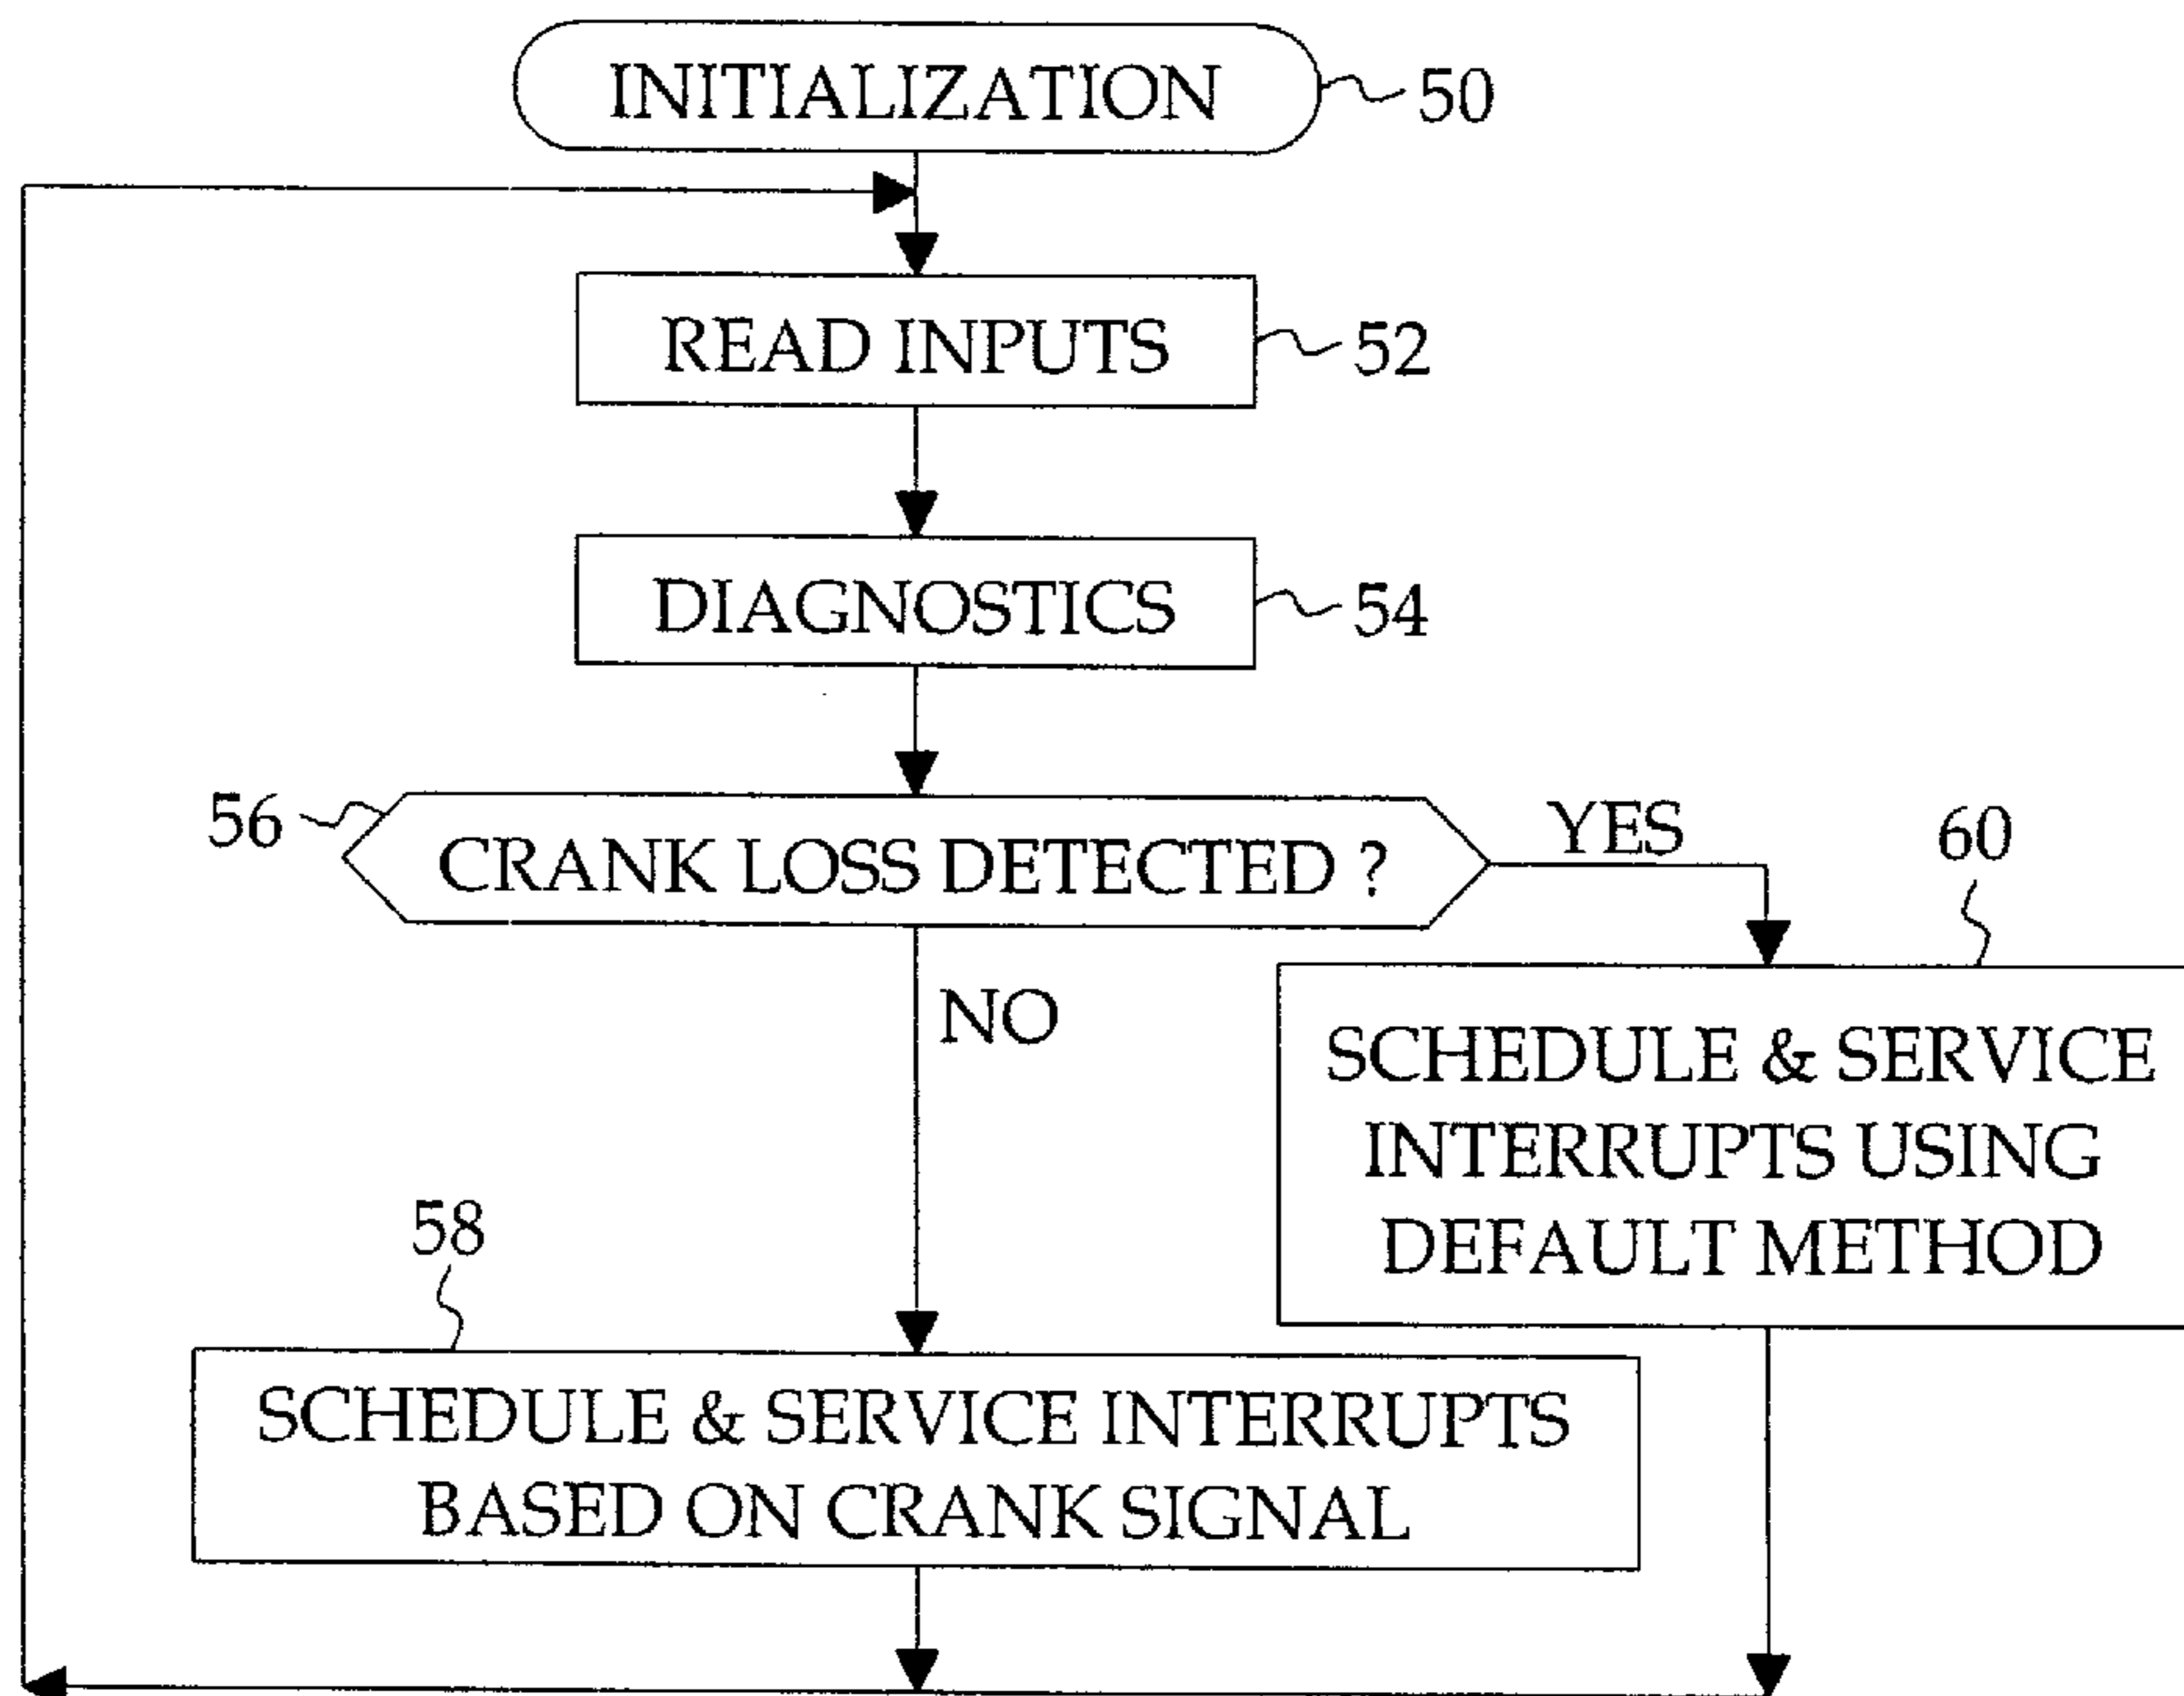 INITIALIZATION
50
READ INPUTS
52
DIAGNOSTICS
54
56
CRANK LOSS DETECTED ?
YES
60
NO
SCHEDULE & SERVICE
INTERRUPTS USING
DEFAULT METHOD
58
SCHEDULE & SERVICE INTERRUPTS
BASED ON CRANK SIGNAL